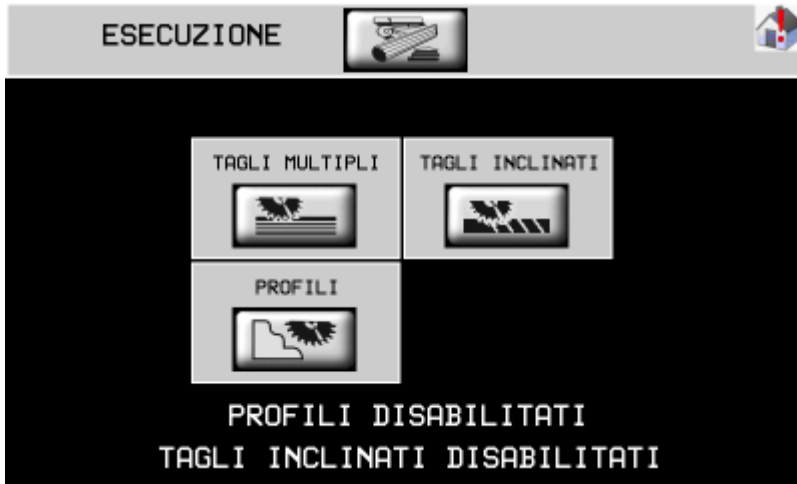 ESECUZIONE
TAGLI MULTIPLI
TAGLI INCLINATI
PROFILI
PROFILI DISABILITATI
TAGLI INCLINATI DISABILITATI